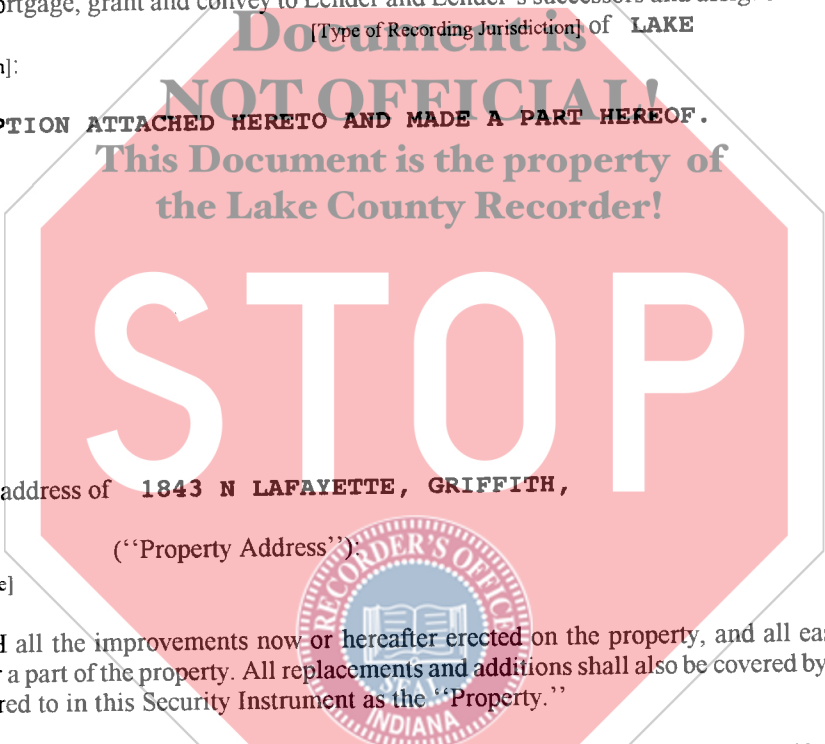 ortgage, grant and convey to Lender and Lender's successors and assig
Document is
[Type of Recording Jurisdiction] of LAKE
n]:
NOT OFFICIAL!
PTION ATTACHED HERETO AND MADE A PART HEREOF.
This Document is the property of
the Lake County Recorder!
STOP
address of 1843 N LAFAYETTE, GRIFFITH,
(“Property Address”):
e]
RECORDER'S OFFICE
H all the improvements now or hereafter erected on the property, and all eas
r a part of the property. All replacements and additions shall also be covered by
SEAL
red to in this Security Instrument as the “Property.”
INDIANA